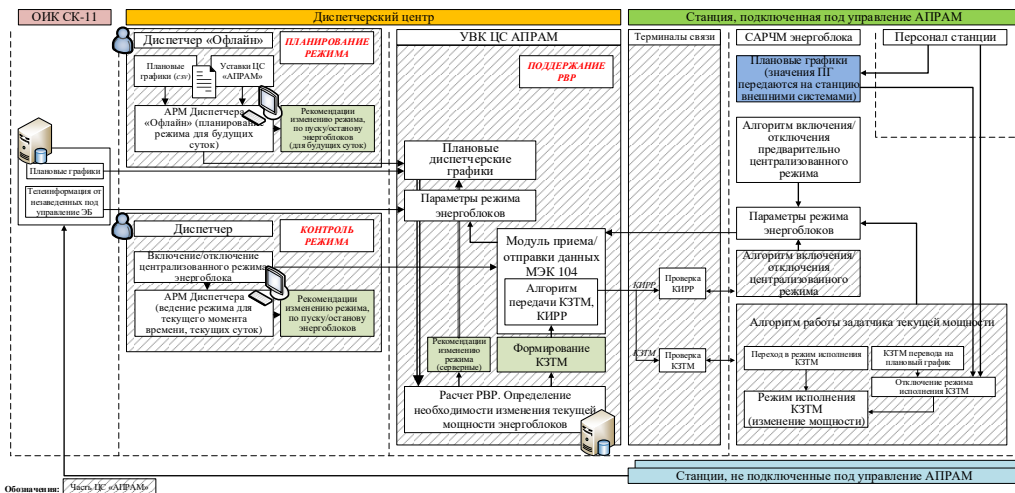 ОИК СК-11
Диспетчерский центр
Станция, подключенная под управление АПРАМ
Диспетчер «Офлайн»
ПЛАНИРОВАНИЕ
РЕЖИМА
Плановые
графики (csv)
Уставки ЦС
«АПРАМ»
АРМ Диспетчера
«Офлайн» (планирование
режима для будущих
суток)
Рекомендации
изменению режима,
по пуску/останову
энергоблоков
(для будущих суток)
Плановые графики
Телеинформация от
незаведенных под
управление ЭБ
Диспетчер
КОНТРОЛЬ
РЕЖИМА
Включение/отключение
централизованного режима
энергоблока
АРМ Диспетчера
(ведение режима для
текущего момента
времени, текущих суток)
Рекомендации
изменению режима,
по пуску/останову
энергоблоков
УВК ЦС АПРАМ
ПОДДЕРЖАНИЕ
РВР
Плановые
диспетчерские
графики
Параметры режима
энергоблоков
Модуль приема/
отправки данных
МЭК 104
Алгоритм
передачи КЗТМ,
КИРР
Рекомендации
изменению
режима
(серверные)
Формирование
КЗТМ
Расчет РВР. Определение
необходимости изменения текущей
мощности энергоблоков
Терминалы связи
КИРР
Проверка
КИРР
КЗТМ
Проверка
КЗТМ
САРЧМ энергоблока
Персонал станции
Плановые графики
(значения ПГ
передаются на станцию
внешними системами)
Алгоритм включения/
отключения
предварительно
централизованного
режима
Параметры режима
энергоблоков
Алгоритм включения/
отключения
централизованного
режима
Алгоритм работы задатчика текущей мощности
Переход в режим исполнения
КЗТМ
КЗТМ перевода на
плановый график
Отключение режима
исполнения КЗТМ
Режим исполнения
КЗТМ
(изменение мощности)
Станции, не подключенные под управление АПРАМ
Обозначения:
Часть ЦС «АПРАМ»